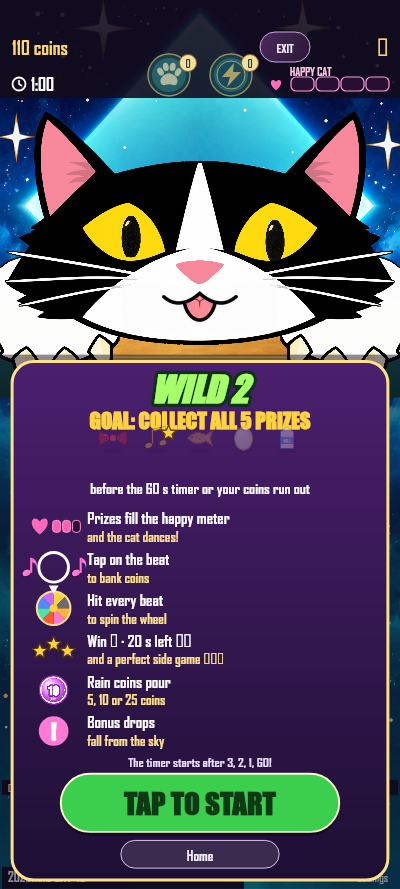 110 coins
EXIT
1:00
0
0
HAPPY CAT
WILD 2
GOAL: COLLECT ALL 5 PRIZES
before the 60 s timer or your coins run out
Prizes fill the happy meter
and the cat dances!
Tap on the beat
to bank coins
Hit every beat
to spin the wheel
Win · 20 s left
and a perfect side game
10
Rain coins pour
5, 10 or 25 coins
!
Bonus drops
fall from the sky
The timer starts after 3, 2, 1, GO!
TAP TO START
Home